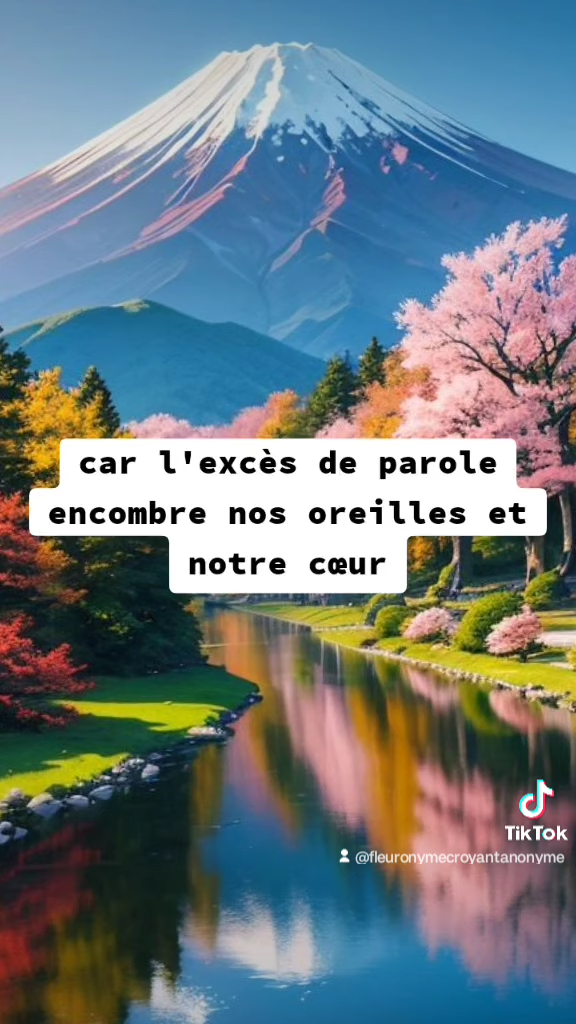 car l'excès de parole
encombre nos oreilles et
notre cœur
TikTok
@fleuronymecroyantanonyme